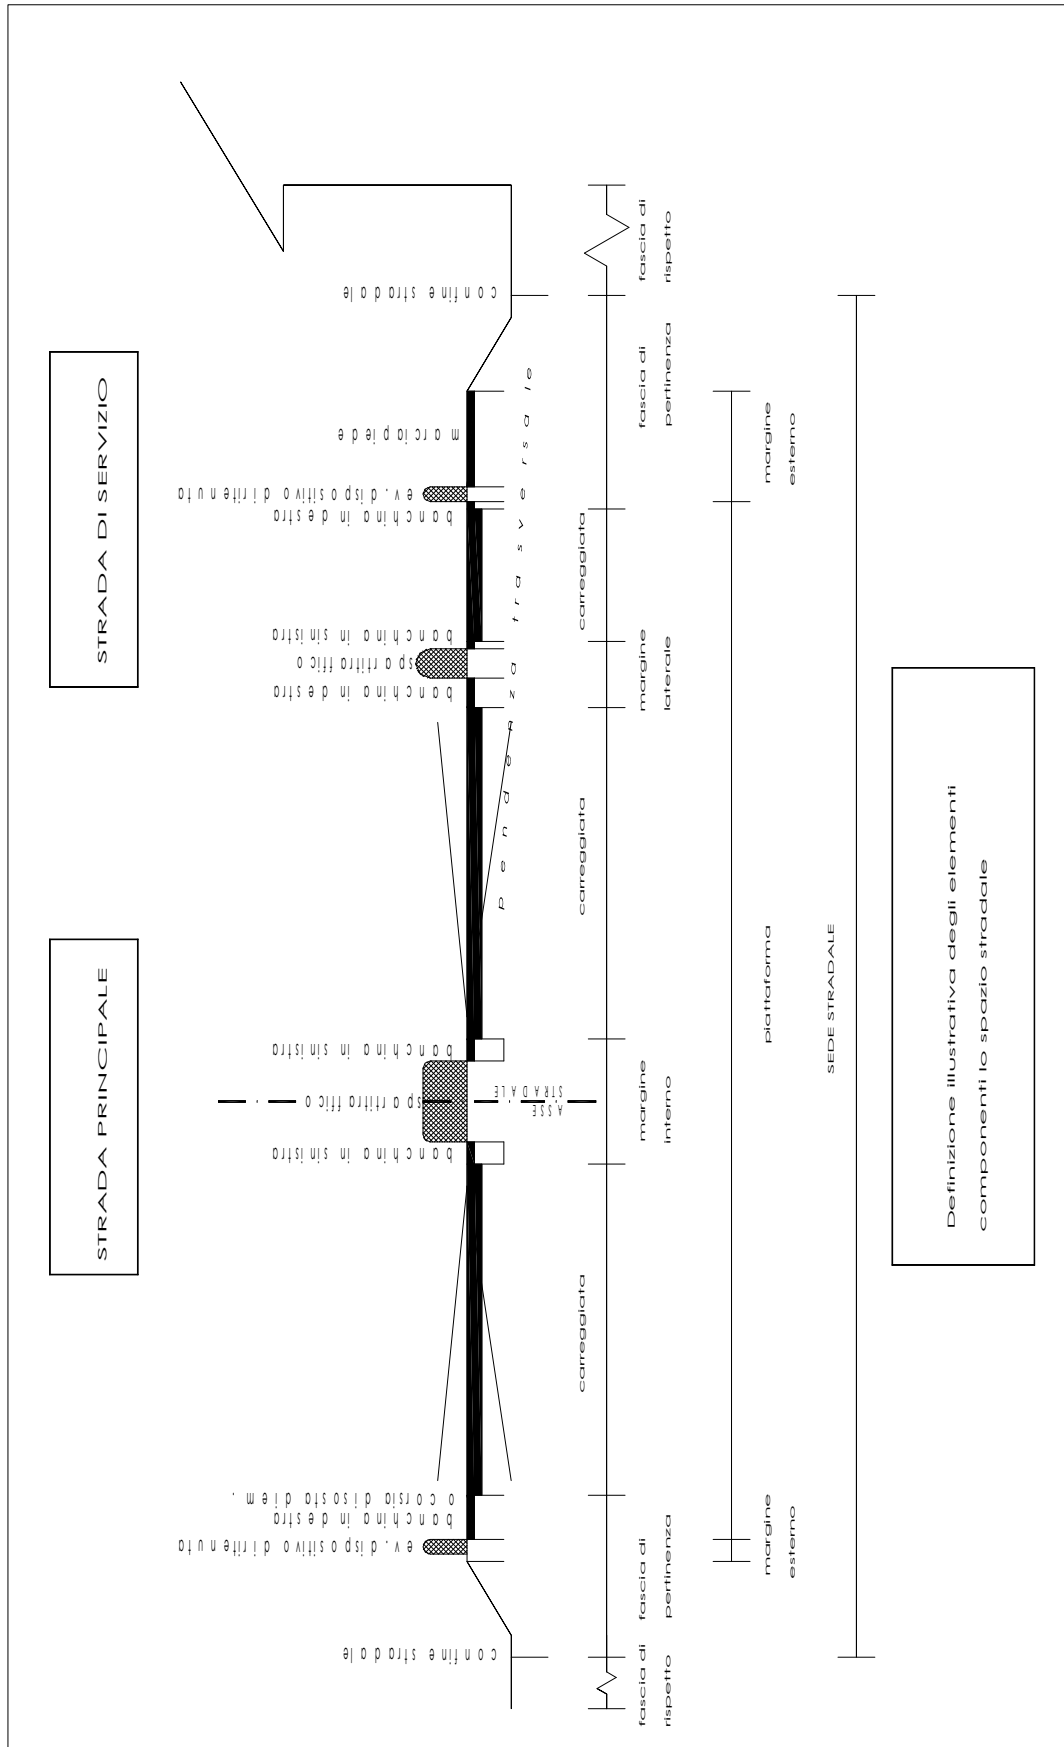 STRADA PRINCIPALE
STRADA DI SERVIZIO
confine stradale
ev. dispositivo di ritenuta
banchina in destra
o corsia di sosta di em.
banchina in sinistra
spartitraffico
banchina in sinistra
banchina in destra
spartitraffico
banchina in sinistra
banchina in destra
ev. dispositivo di ritenuta
marciapiede
confine stradale
ASSE
STRADALE
pendenza trasversale
carreggiata
carreggiata
carreggiata
fascia di
rispetto
fascia di
pertinenza
margine
interno
margine
laterale
fascia di
pertinenza
fascia di
rispetto
margine
esterno
piattaforma
margine
esterno
SEDE STRADALE
Definizione illustrativa degli elementi
componenti lo spazio stradale